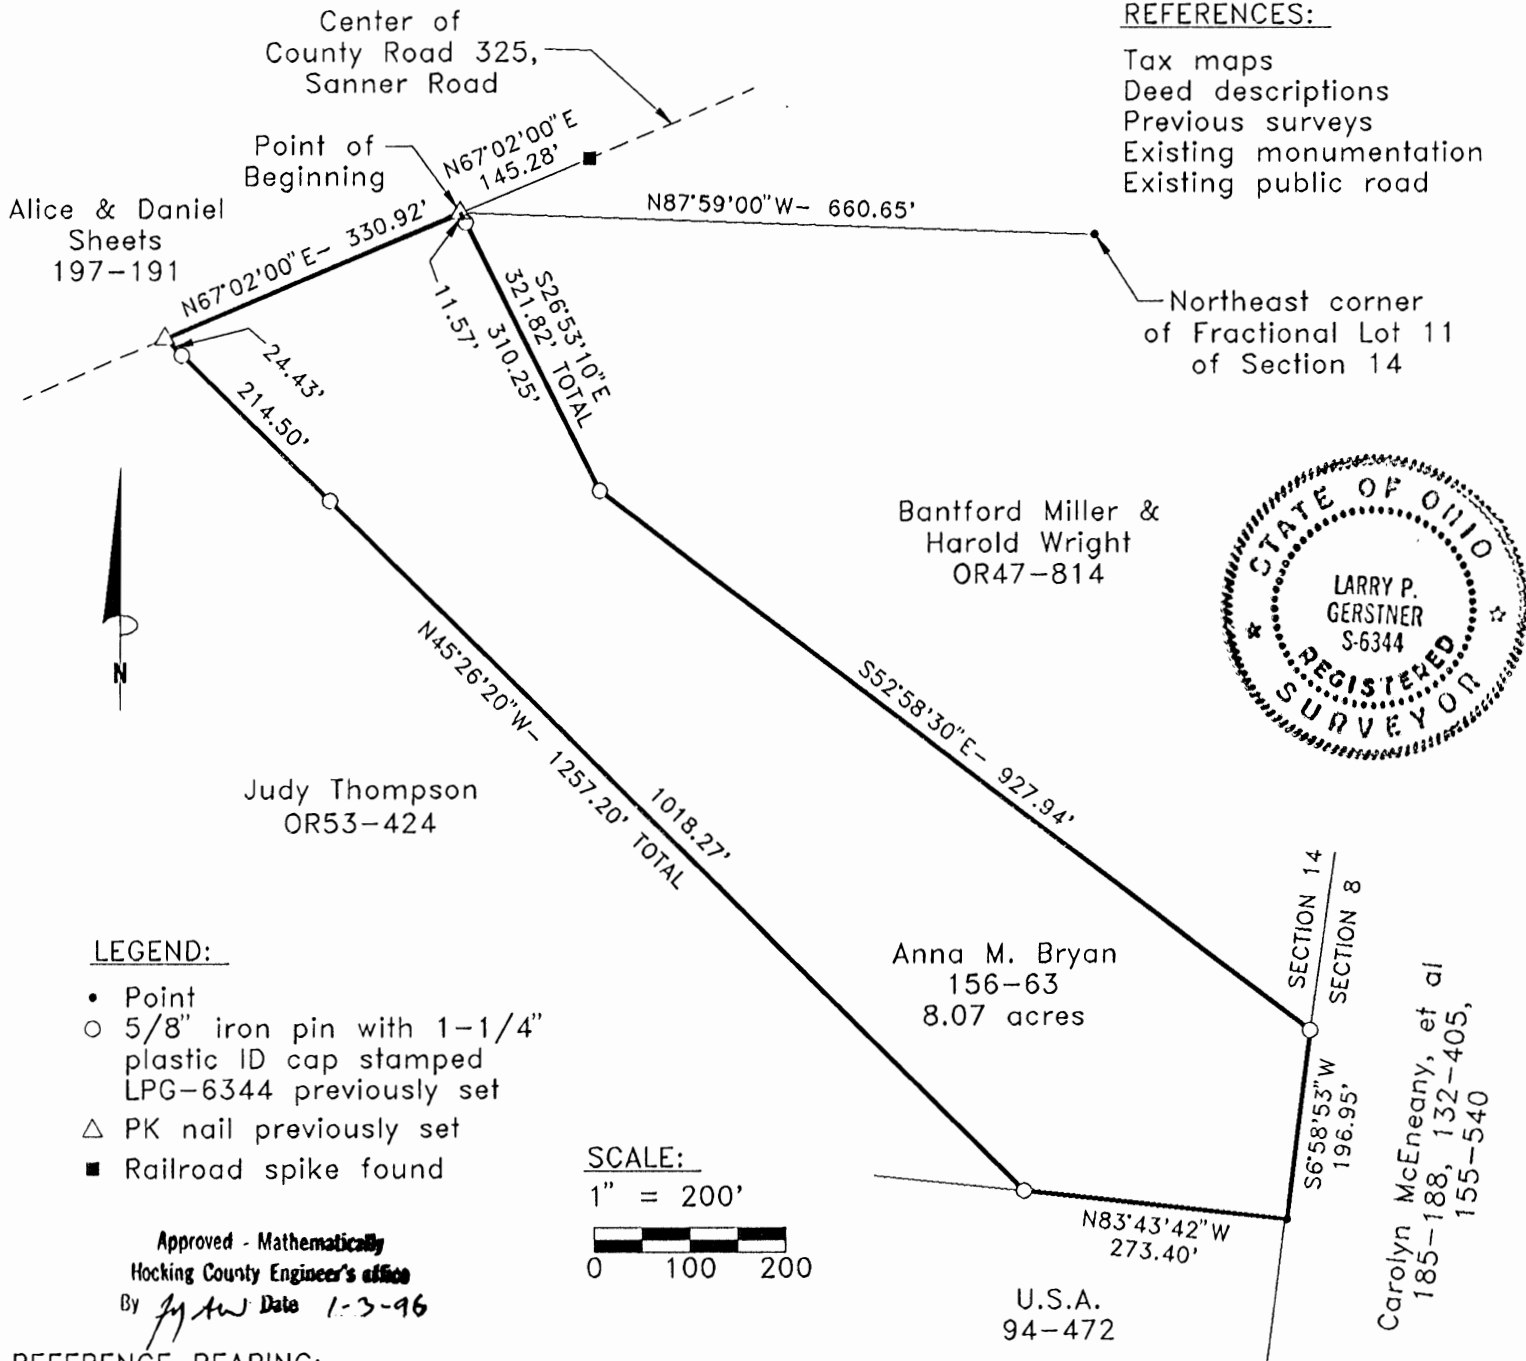 Center of
County Road 325,
Sanner Road
REFERENCES:
Tax maps
Deed descriptions
Previous surveys
Existing monumentation
Existing public road
Point of
Beginning
N67°02'00"E
145.28'
N87°59'00"W- 660.65'
Alice & Daniel
Sheets
197-191
N67°02'00"E- 330.92'
11.57'
S26°53'10"E
321.82' TOTAL
310.25'
Northeast corner
of Fractional Lot 11
of Section 14
24.43'
214.50'
Bantford Miller &
Harold Wright
OR47-814
STATE OF OHIO
LARRY P.
GERSTNER
S-6344
REGISTERED
SURVEYOR
N
N45°26'20"W- 1257.20' TOTAL
1018.27'
S52°58'30"E- 927.94'
Judy Thompson
OR53-424
SECTION 14
SECTION 8
Anna M. Bryan
156-63
8.07 acres
LEGEND:
• Point
○ 5/8" iron pin with 1-1/4"
plastic ID cap stamped
LPG-6344 previously set
△ PK nail previously set
■ Railroad spike found
S6°58'53"W
196.95'
Carolyn McEneany, et al
185-188, 132-405,
155-540
SCALE:
1" = 200'
0 100 200
N83°43'42"W
273.40'
U.S.A.
94-472
Approved - Mathematically
Hocking County Engineer's office
By Date 1-3-96
REFERENCE BEARING: